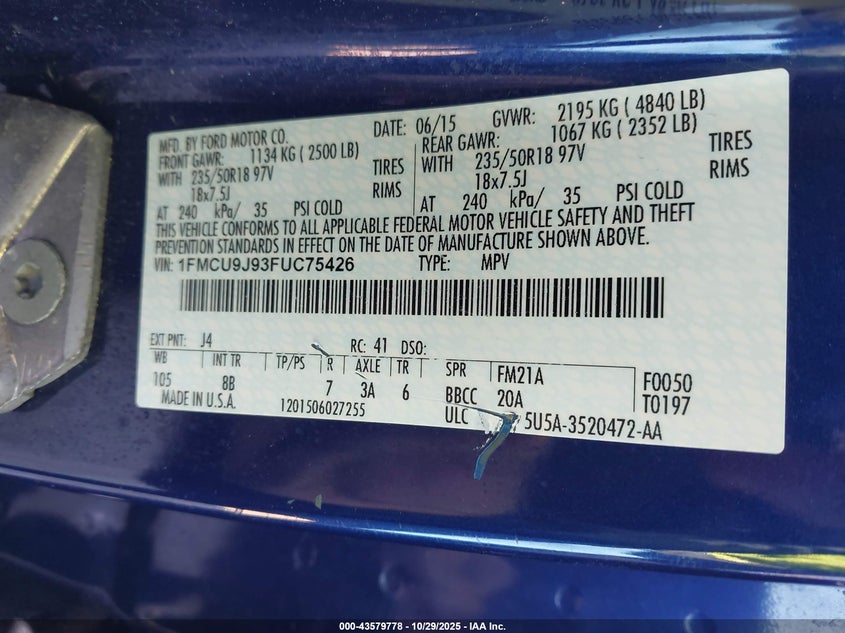 MFD. BY FORD MOTOR CO.
DATE: 06/15 GVWR: 2195 KG ( 4840 LB)
FRONT GAWR: 1134 KG ( 2500 LB) REAR GAWR: 1067 KG ( 2352 LB)
WITH 235/50R18 97V TIRES WITH 235/50R18 97V TIRES
18x7.5J RIMS 18x7.5J RIMS
AT 240 kPa/ 35 PSI COLD AT 240 kPa/ 35 PSI COLD
THIS VEHICLE CONFORMS TO ALL APPLICABLE FEDERAL MOTOR VEHICLE SAFETY AND THEFT
PREVENTION STANDARDS IN EFFECT ON THE DATE OF MANUFACTURE SHOWN ABOVE.
VIN: 1FMCU9J93FUC75426 TYPE: MPV
EXT PNT: J4 RC: 41 DSO:
WB INT TR TP/PS R AXLE TR SPR FM21A F0050
105 8B 7 3A 6 BBCC 20A T0197
MADE IN U.S.A. 1201506027255 ULC 5U5A-3520472-AA
000-43579778 | 10/29/2025 - IAA Inc.